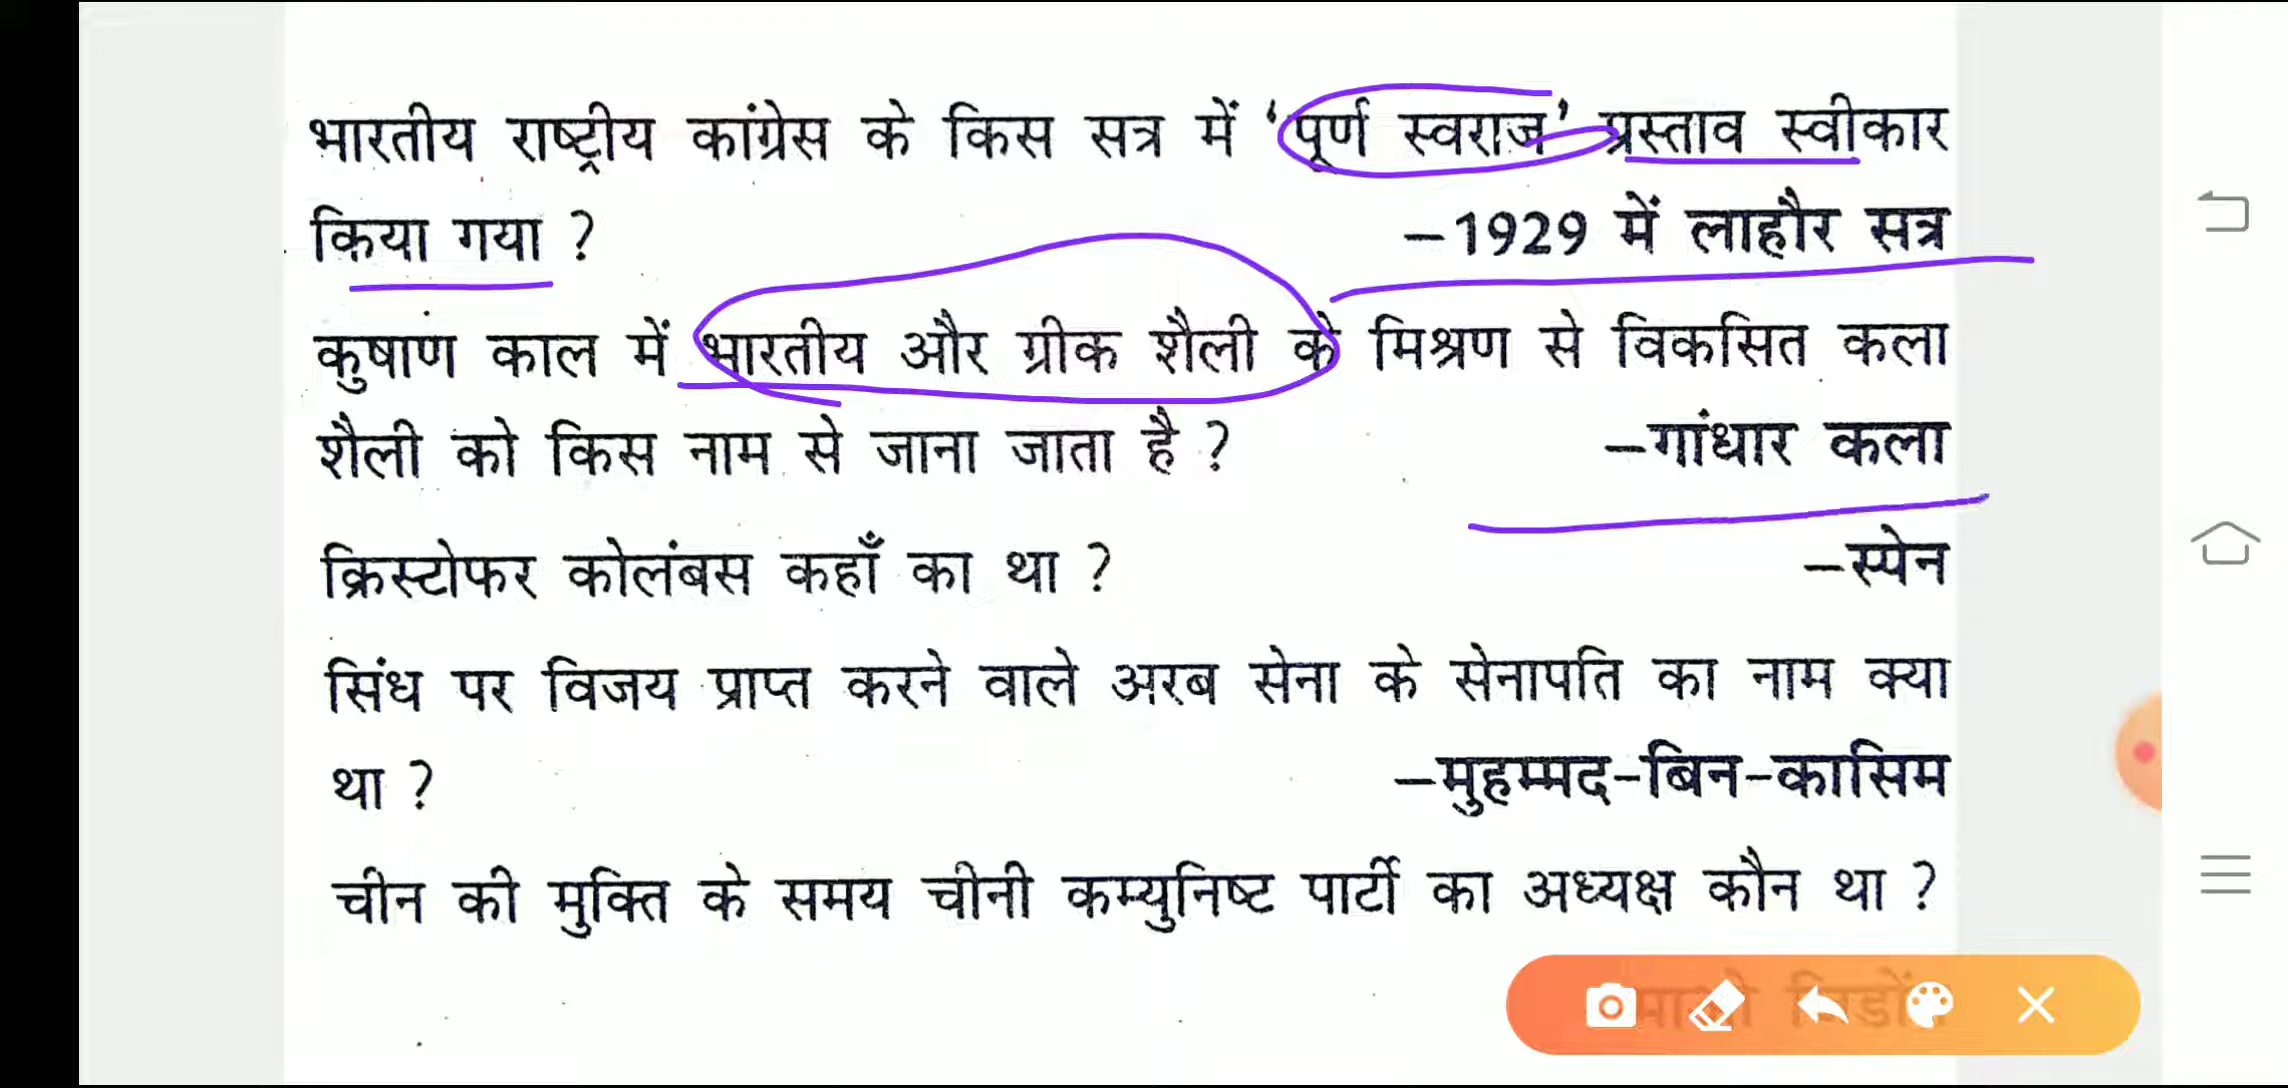 भारतीय राष्ट्रीय कांग्रेस के किस सत्र में ‘पूर्ण स्वराज’ प्रस्ताव स्वीकार
किया गया ? –1929 में लाहौर सत्र
कुषाण काल में भारतीय और ग्रीक शैली के मिश्रण से विकसित कला
शैली को किस नाम से जाना जाता है ? –गांधार कला
क्रिस्टोफर कोलंबस कहाँ का था ? –स्पेन
सिंध पर विजय प्राप्त करने वाले अरब सेना के सेनापति का नाम क्या
था ? –मुहम्मद-बिन-कासिम
चीन की मुक्ति के समय चीनी कम्युनिष्ट पार्टी का अध्यक्ष कौन था ?